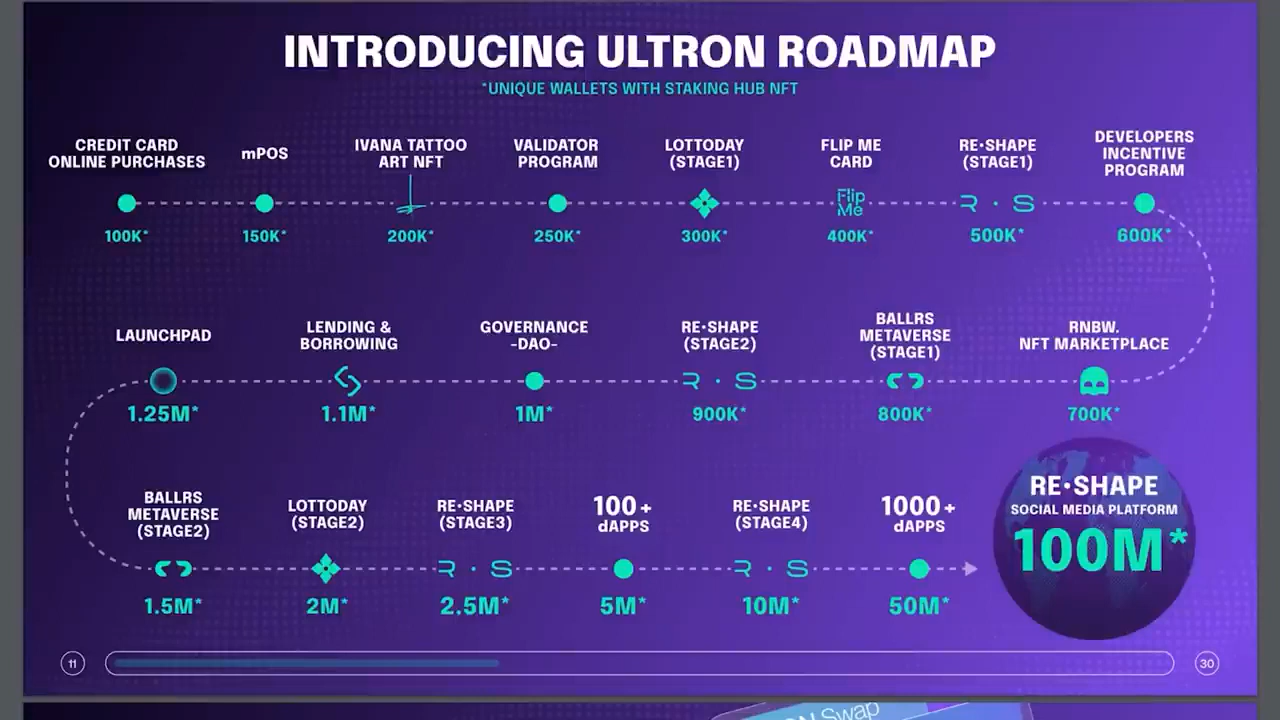 INTRODUCING ULTRON ROADMAP
*UNIQUE WALLETS WITH STAKING HUB NFT
CREDIT CARD
ONLINE PURCHASES
100K*
mPOS
150K*
IVANA TATTOO
ART NFT
200K*
VALIDATOR
PROGRAM
250K*
LOTTODAY
(STAGE1)
300K*
FLIP ME
CARD
Flip
Me
400K*
RE•SHAPE
(STAGE1)
R · S
500K*
DEVELOPERS
INCENTIVE
PROGRAM
600K*
RNBW.
NFT MARKETPLACE
700K*
BALLRS
METAVERSE
(STAGE1)
800K*
RE•SHAPE
(STAGE2)
R · S
900K*
GOVERNANCE
-DAO-
1M*
LENDING &
BORROWING
1.1M*
LAUNCHPAD
1.25M*
BALLRS
METAVERSE
(STAGE2)
1.5M*
LOTTODAY
(STAGE2)
2M*
RE•SHAPE
(STAGE3)
R · S
2.5M*
100+
dAPPS
5M*
RE•SHAPE
(STAGE4)
R · S
10M*
1000+
dAPPS
50M*
RE•SHAPE
SOCIAL MEDIA PLATFORM
100M*
11
30
Swap